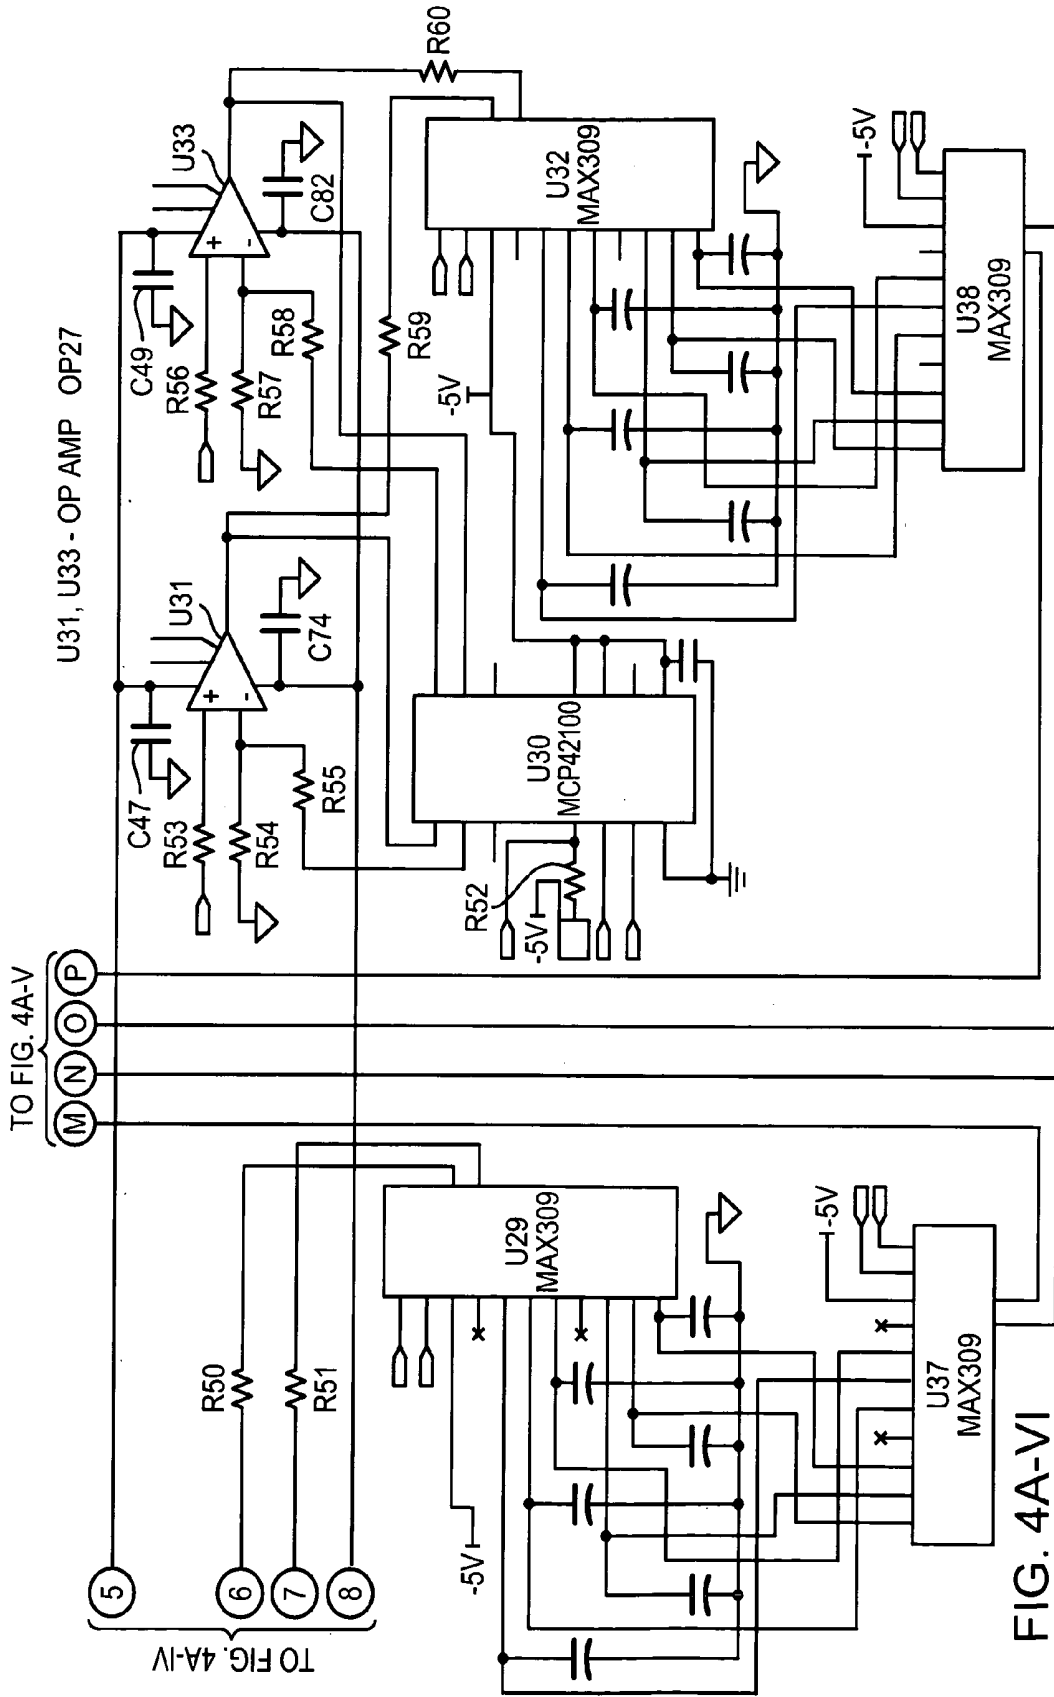 U31, U33 - OP AMP OP27
TO FIG. 4A-V
M
N
O
P
TO FIG. 4A-IV
5
6
7
8
R50
R51
C47
R53
R54
R55
U31
C74
C49
R56
R57
R58
U33
C82
R59
R60
+
-
+
-
U29
MAX309
-5V
-5V
U37
MAX309
R52
-5V
U30
MCP42100
-5V
U32
MAX309
-5V
U38
MAX309
FIG. 4A-VI